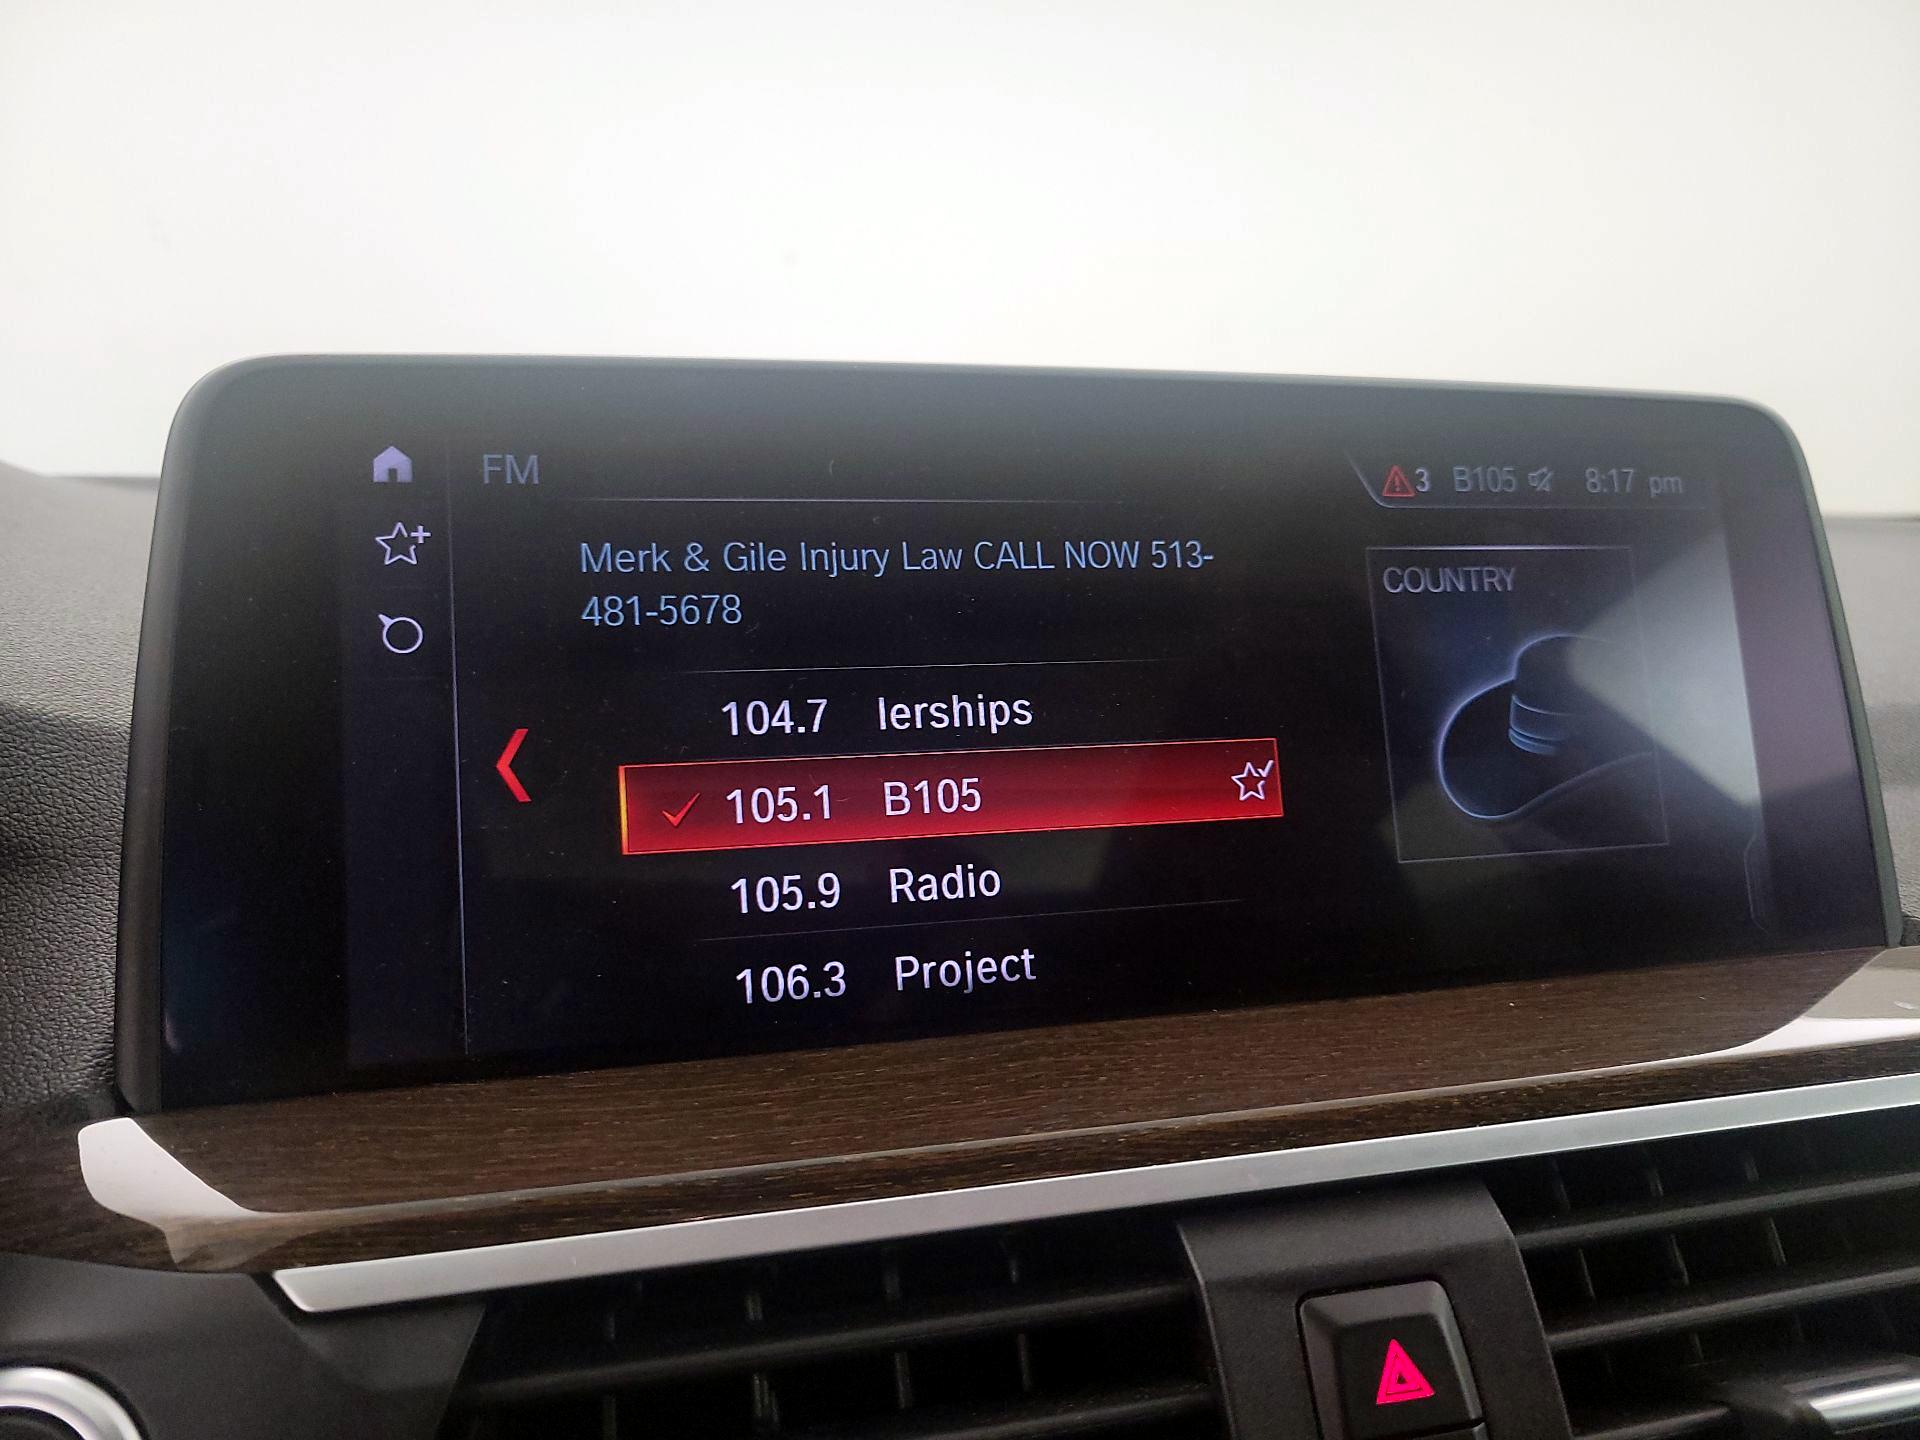 FM
3 B105 8:17 pm
Merk & Gile Injury Law CALL NOW 513-
481-5678
COUNTRY
104.7 lerships
105.1 B105
105.9 Radio
106.3 Project